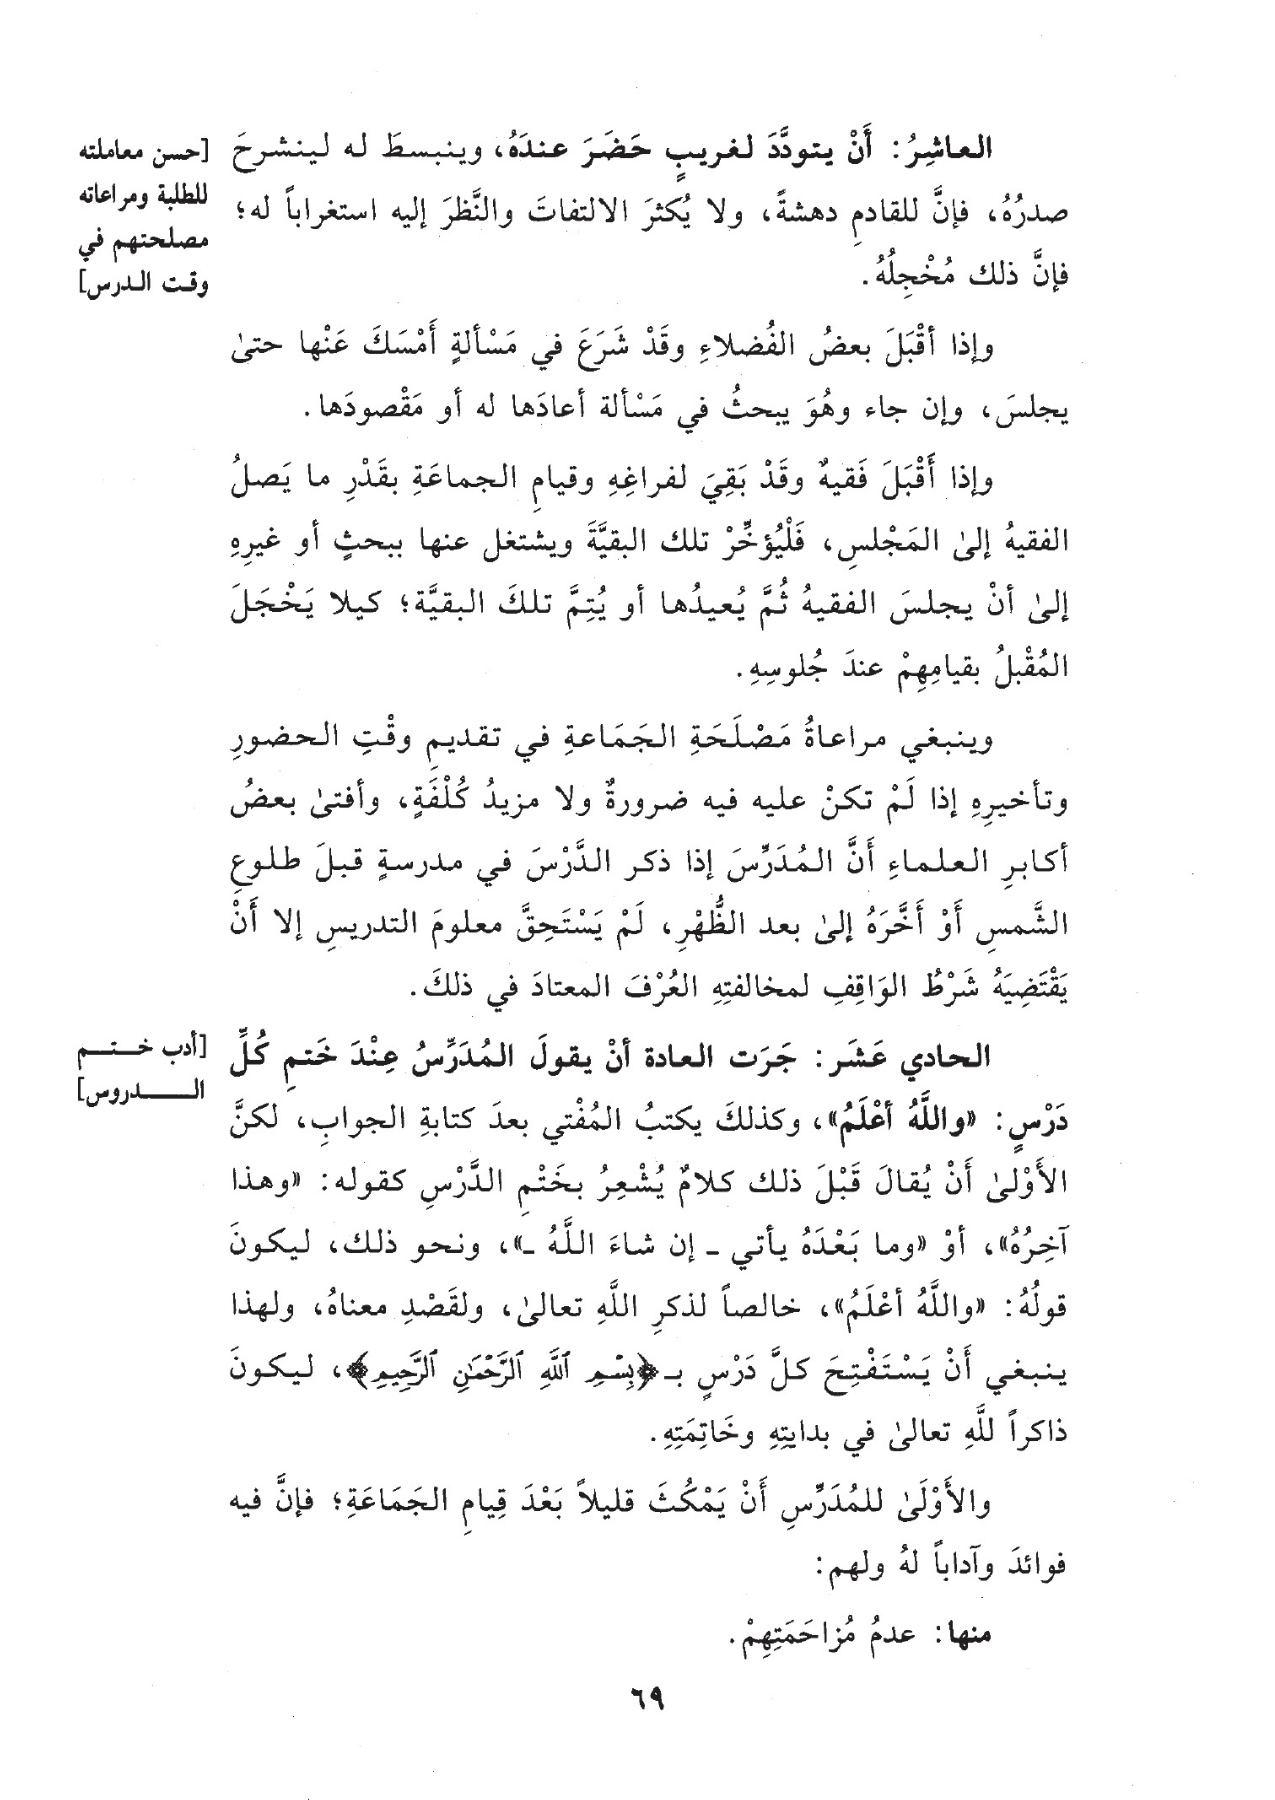 العاشِرُ: أَنْ يتودَّدَ لغريبٍ حَضَرَ عندَهُ، وينبسطَ له لينشرحَ
صدرُهُ، فإنَّ للقادمِ دهشةً، ولا يُكثرَ الالتفاتَ والنَّظرَ إليه استغراباً له؛
فإنَّ ذلك مُخْجِلُهُ.
[حسن معاملته
للطلبة ومراعاته
مصلحتهم في
وقت الدرس]
وإذا أقْبَلَ بعضُ الفُضلاءِ وقَدْ شَرَعَ في مَسْألةٍ أَمْسَكَ عَنْها حتىٰ
يجلسَ، وإن جاء وهُوَ يبحثُ في مَسْألة أعادَها له أو مَقْصودَها.
وإذا أَقْبَلَ فَقيهٌ وقَدْ بَقِيَ لفراغِهِ وقيامِ الجماعَةِ بقَدْرِ ما يَصلُ
الفقيهُ إلىٰ المَجْلسِ، فَلْيُؤخِّرْ تلك البقيَّةَ ويشتغل عنها ببحثٍ أو غيرِهِ
إلىٰ أنْ يجلسَ الفقيهُ ثُمَّ يُعيدُها أو يُتِمَّ تلكَ البقيَّة؛ كيلا يَخْجَلَ
المُقْبلُ بقيامِهِمْ عندَ جُلوسِهِ.
وينبغي مراعاةُ مَصْلَحَةِ الجَمَاعةِ في تقديمِ وقْتِ الحضورِ
وتأخيرِهِ إذا لَمْ تكنْ عليه فيه ضرورةٌ ولا مزيدُ كُلْفَةٍ، وأفتىٰ بعضُ
أكابرِ العلماءِ أَنَّ المُدَرِّسَ إذا ذكر الدَّرْسَ في مدرسةٍ قبلَ طلوعِ
الشَّمسِ أَوْ أَخَّرَهُ إلىٰ بعد الظُّهْرِ، لَمْ يَسْتَحِقَّ معلومَ التدريسِ إلا أَنْ
يَقْتَضِيَهُ شَرْطُ الوَاقِفِ لمخالفتِهِ العُرْفَ المعتادَ في ذلكَ.
الحادي عَشَر: جَرَت العادة أنْ يقولَ المُدَرِّسُ عِنْدَ خَتمِ كُلِّ
دَرْسٍ: «واللَّهُ أعْلَمُ»، وكذلكَ يكتبُ المُفْتي بعدَ كتابةِ الجوابِ، لكنَّ
[أدب خـتـم
الـدروس]
الأَوْلىٰ أَنْ يُقالَ قَبْلَ ذلك كلامٌ يُشْعِرُ بخَتْمِ الدَّرْسِ كقوله: «وهذا
آخِرُهُ»، أوْ «وما بَعْدَهُ يأتي ـ إن شاءَ اللَّهُ ـ»، ونحو ذلك، ليكونَ
قولُهُ: «واللَّهُ أعْلَمُ»، خالصاً لذكرِ اللَّهِ تعالىٰ، ولقَصْدِ معناهُ، ولهذا
ينبغي أَنْ يَسْتَفْتِحَ كلَّ دَرْسٍ بـ﴿بِسْمِ ٱللَّهِ ٱلرَّحْمَٰنِ ٱلرَّحِيمِ﴾، ليكونَ
ذاكراً للَّهِ تعالىٰ في بدايتِهِ وخَاتِمَتِهِ.
والأَوْلَىٰ للمُدَرِّسِ أَنْ يَمْكُثَ قليلاً بَعْدَ قِيامِ الجَمَاعَةِ؛ فإنَّ فيه
فوائدَ وآداباً لهُ ولهم:
منها: عدمُ مُزاحَمَتِهِمْ.
٦٩